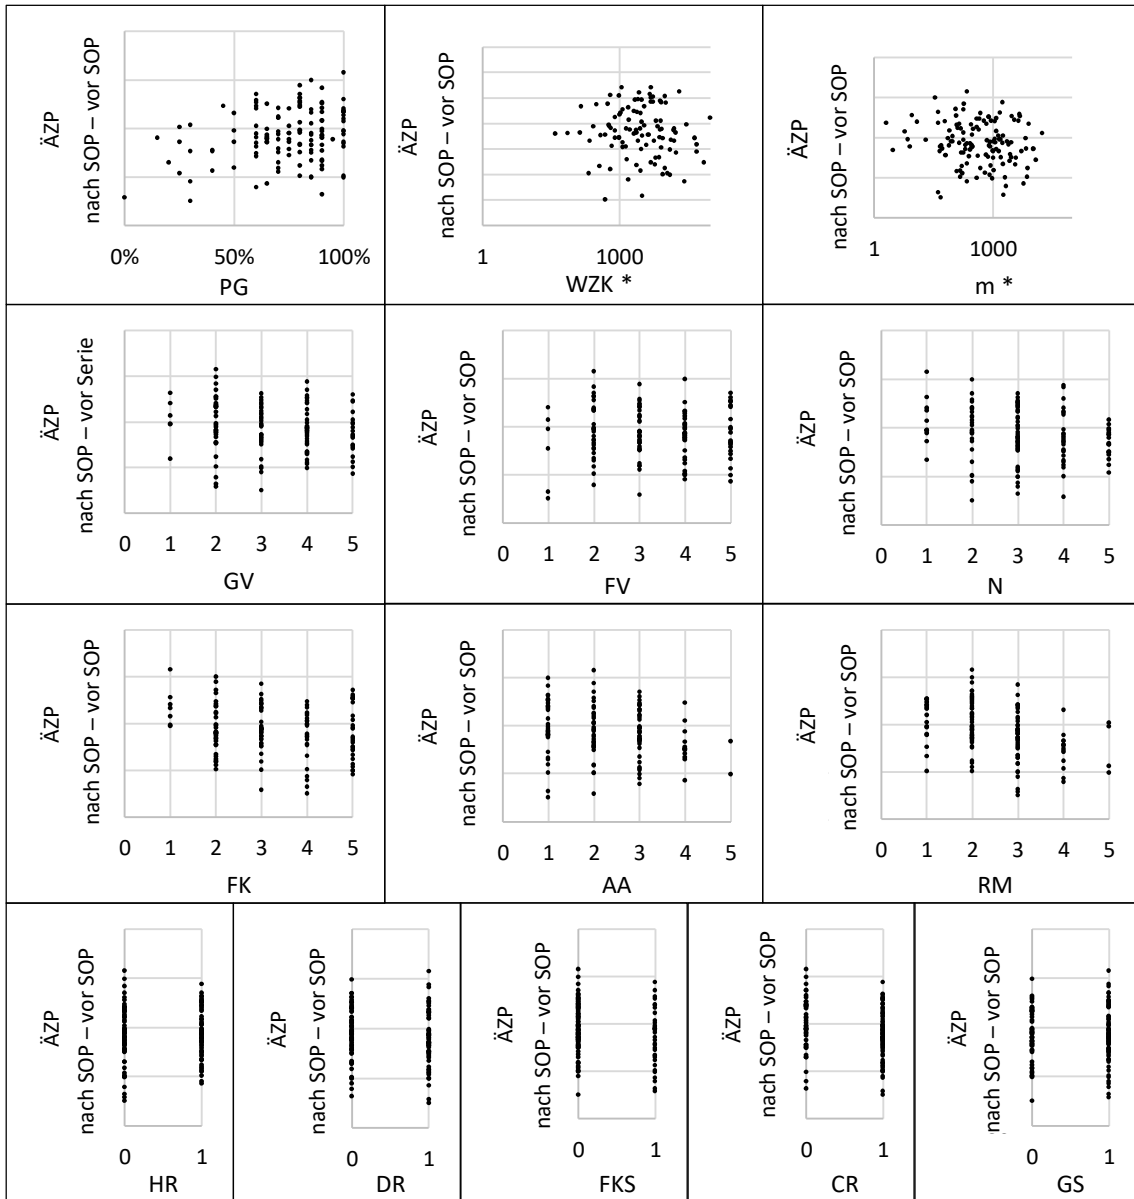 ÄZP
nach SOP – vor SOP
0% 50% 100%
PG
ÄZP
nach SOP – vor SOP
1 1000
WZK *
ÄZP
nach SOP – vor SOP
1 1000
m *
ÄZP
nach SOP – vor Serie
0 1 2 3 4 5
GV
ÄZP
nach SOP – vor SOP
0 1 2 3 4 5
FV
ÄZP
nach SOP – vor SOP
0 1 2 3 4 5
N
ÄZP
nach SOP – vor SOP
0 1 2 3 4 5
FK
ÄZP
nach SOP – vor SOP
0 1 2 3 4 5
AA
ÄZP
nach SOP – vor SOP
0 1 2 3 4 5
RM
ÄZP
nach SOP – vor SOP
0 1
HR
ÄZP
nach SOP – vor SOP
0 1
DR
ÄZP
nach SOP – vor SOP
0 1
FKS
ÄZP
nach SOP – vor SOP
0 1
CR
ÄZP
nach SOP – vor SOP
0 1
GS